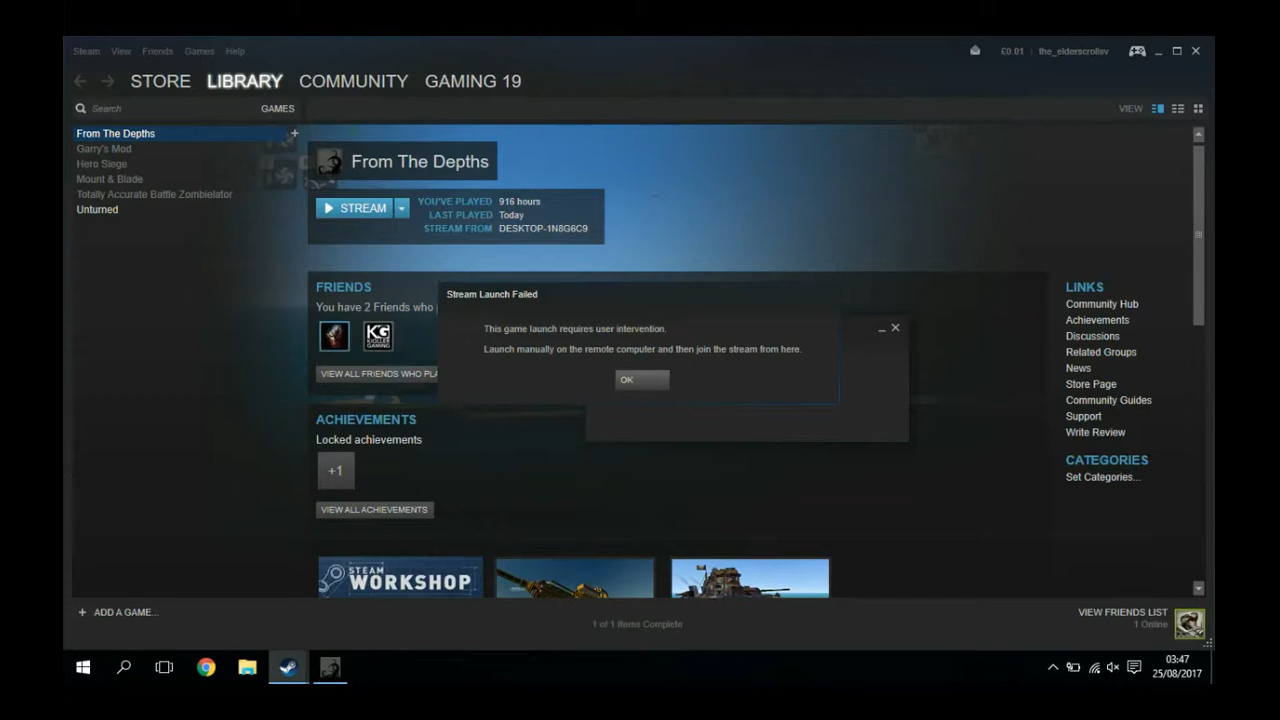 Steam View Friends Games Help
£0.01 the_elderscrollsv
STORE LIBRARY COMMUNITY GAMING 19
Search GAMES
VIEW
From The Depths
Garry's Mod
Hero Siege
Mount & Blade
Totally Accurate Battle Zombielator
Unturned
From The Depths
STREAM
YOU'VE PLAYED 916 hours
LAST PLAYED Today
STREAM FROM DESKTOP-1N8G6C9
FRIENDS
You have 2 Friends who
KG
VIEW ALL FRIENDS WHO PLA
Stream Launch Failed
This game launch requires user intervention.
Launch manually on the remote computer and then join the stream from here.
OK
ACHIEVEMENTS
Locked achievements
+1
VIEW ALL ACHIEVEMENTS
STEAM
WORKSHOP
LINKS
Community Hub
Achievements
Discussions
Related Groups
News
Store Page
Community Guides
Support
Write Review
CATEGORIES
Set Categories...
+ ADD A GAME...
1 of 1 Items Complete
VIEW FRIENDS LIST
1 Online
03:47
25/08/2017